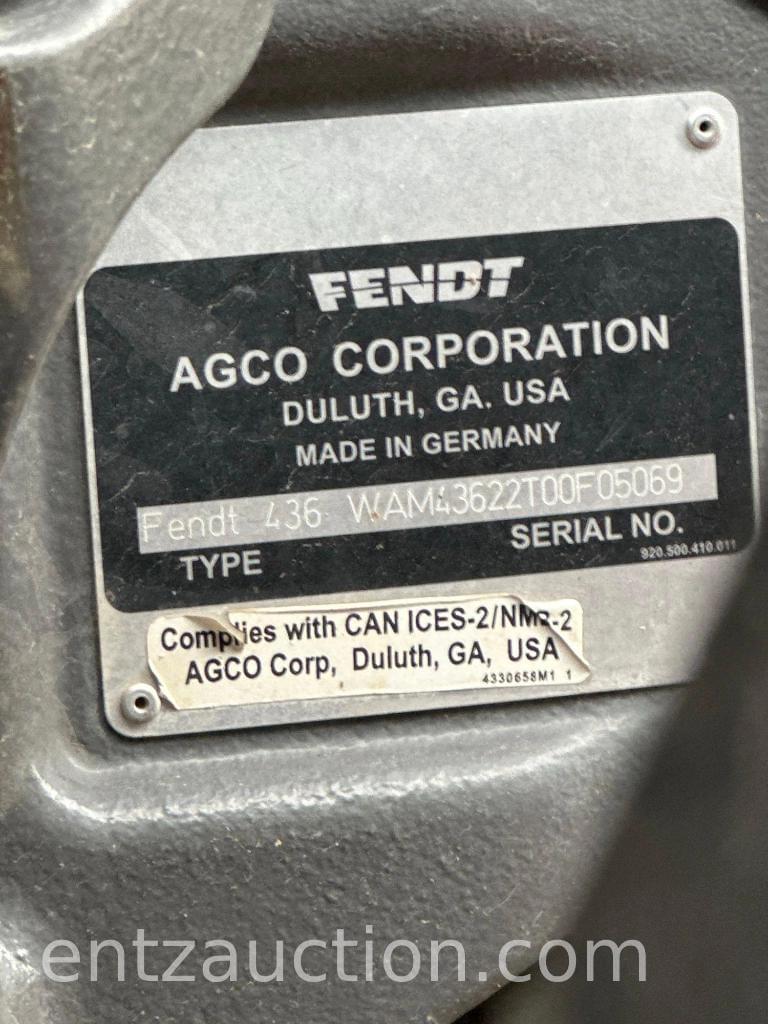 FENDT
AGCO CORPORATION
DULUTH, GA. USA
MADE IN GERMANY
Fendt 436 WAM43622T00F05069
TYPE SERIAL NO.
920.500.410.011
Complies with CAN ICES-2/NMB-2
AGCO Corp, Duluth, GA, USA
4330658M1 1
entzauction.com